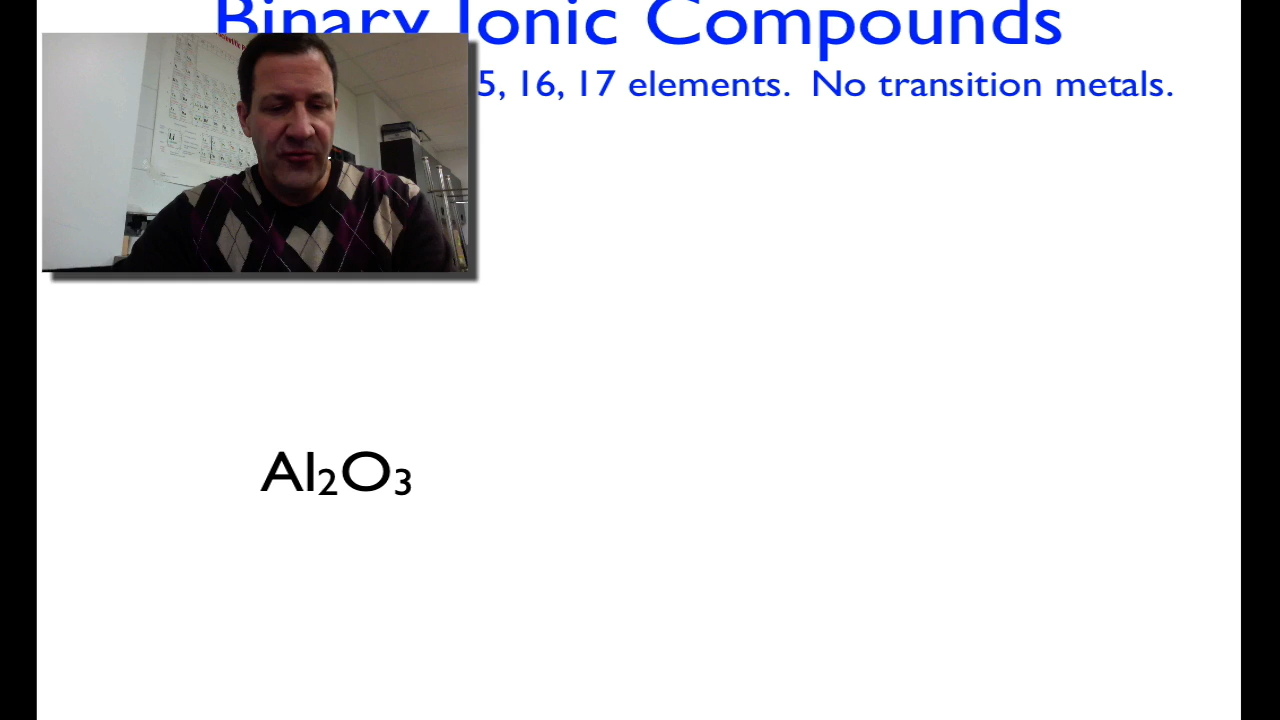 Binary Ionic Compounds
5, 16, 17 elements. No transition metals.
Al₂O₃